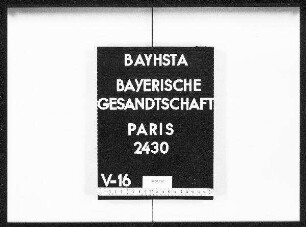 BAYHSTA
BAYERISCHE
GESANDTSCHAFT
PARIS
2430
V-16